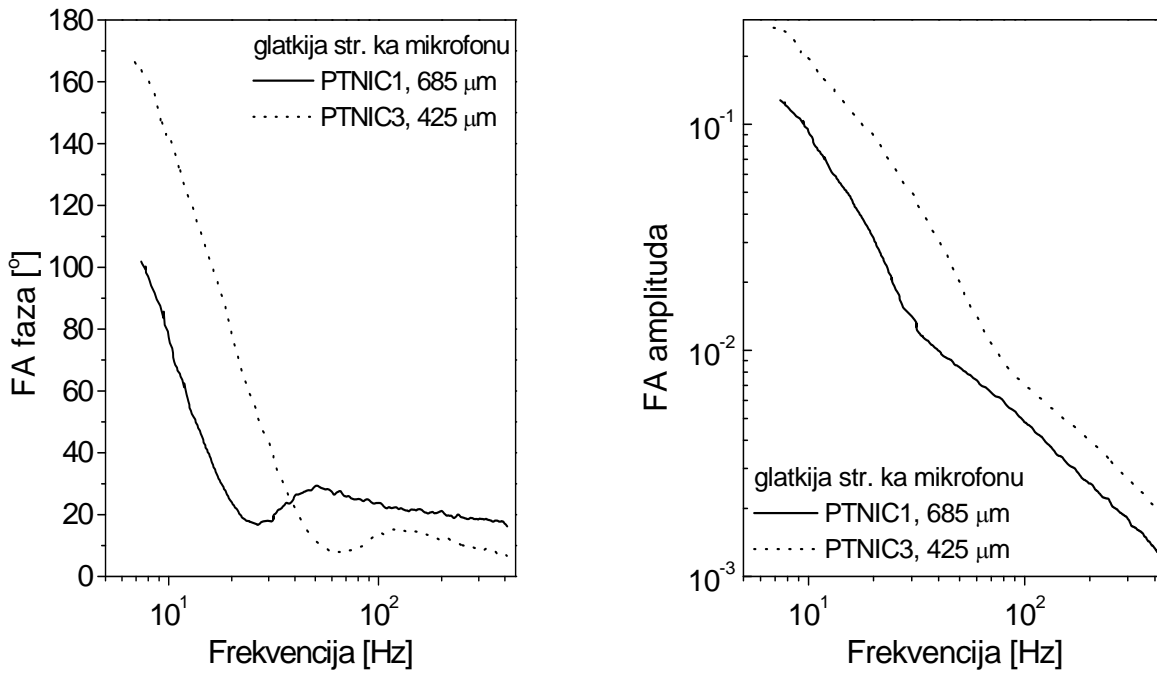 180
160
140
120
100
80
60
40
20
0
FA faza [°]
glatkija str. ka mikrofonu
PTNIC1, 685 μm
PTNIC3, 425 μm
10¹
10²
Frekvencija [Hz]
10⁻¹
10⁻²
10⁻³
FA amplituda
glatkija str. ka mikrofonu
PTNIC1, 685 μm
PTNIC3, 425 μm
10¹
10²
Frekvencija [Hz]